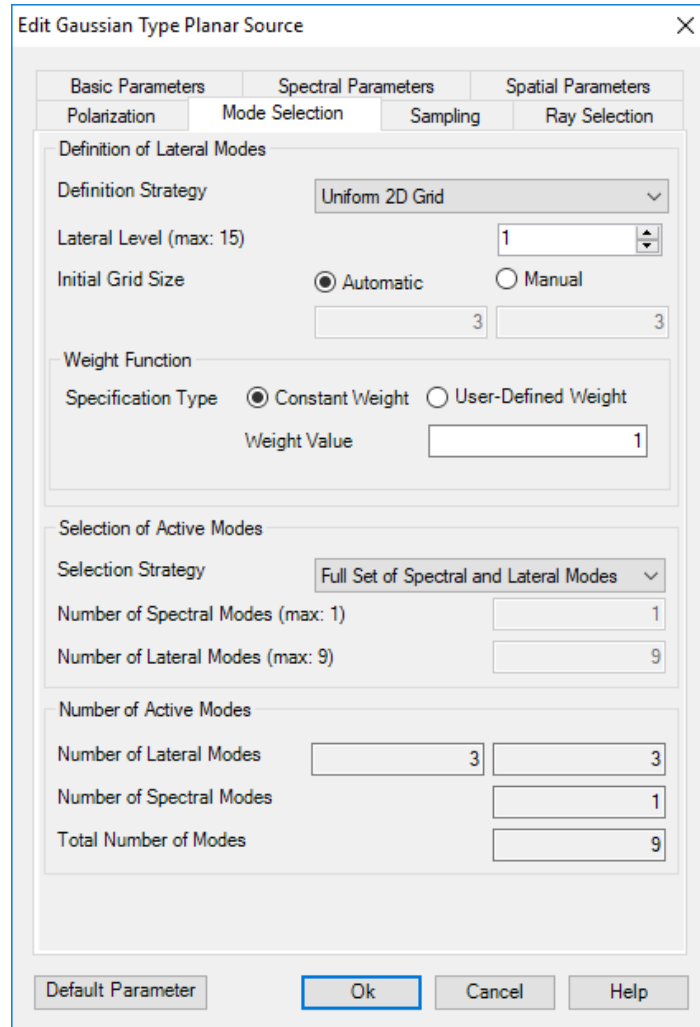 Edit Gaussian Type Planar Source
Basic Parameters Spectral Parameters Spatial Parameters
Polarization Mode Selection Sampling Ray Selection
Definition of Lateral Modes
Definition Strategy Uniform 2D Grid
Lateral Level (max: 15) 1
Initial Grid Size Automatic Manual
3 3
Weight Function
Specification Type Constant Weight User-Defined Weight
Weight Value 1
Selection of Active Modes
Selection Strategy Full Set of Spectral and Lateral Modes
Number of Spectral Modes (max: 1) 1
Number of Lateral Modes (max: 9) 9
Number of Active Modes
Number of Lateral Modes 3 3
Number of Spectral Modes 1
Total Number of Modes 9
Default Parameter Ok Cancel Help